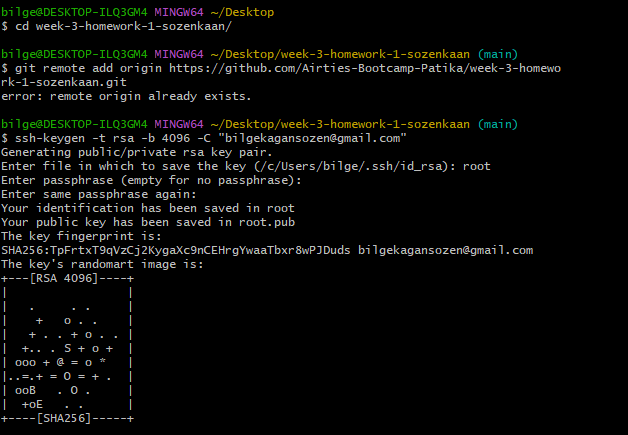 bilge@DESKTOP-ILQ3GM4 MINGW64 ~/Desktop
$ cd week-3-homework-1-sozenkaan/
bilge@DESKTOP-ILQ3GM4 MINGW64 ~/Desktop/week-3-homework-1-sozenkaan (main)
$ git remote add origin https://github.com/Airties-Bootcamp-Patika/week-3-homewo
rk-1-sozenkaan.git
error: remote origin already exists.
bilge@DESKTOP-ILQ3GM4 MINGW64 ~/Desktop/week-3-homework-1-sozenkaan (main)
$ ssh-keygen -t rsa -b 4096 -C "bilgekagansozen@gmail.com"
Generating public/private rsa key pair.
Enter file in which to save the key (/c/Users/bilge/.ssh/id_rsa): root
Enter passphrase (empty for no passphrase):
Enter same passphrase again:
Your identification has been saved in root
Your public key has been saved in root.pub
The key fingerprint is:
SHA256:TpFrtxT9qVzCj2KygaXc9nCEHrgYwaaTbxr8wPJDuds bilgekagansozen@gmail.com
The key's randomart image is:
+---[RSA 4096]----+
|                 |
|   .     . .     |
|    +   o . .    |
|   + . . + o . . |
|  +.. . S + o +  |
| ooo + @ = o *   |
|..=.+ = O = + .  |
| ooB   . O .     |
|  +oE   . .      |
+----[SHA256]-----+